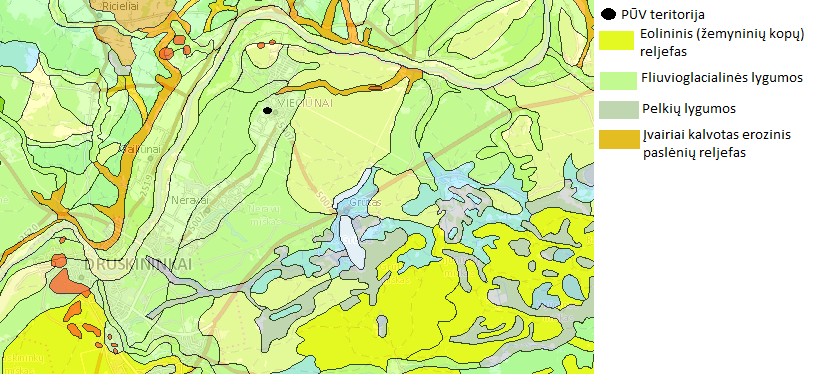 Ricieliai
PŪV teritorija
Eolininis (žemyninių kopų)
reljefas
Fliuvioglacialinės lygumos
VIEČIŪNAI
Pelkių lygumos
Įvairiai kalvotas erozinis
paslėnių reljefas
Neravai
Grūtas
DRUSKININKAI